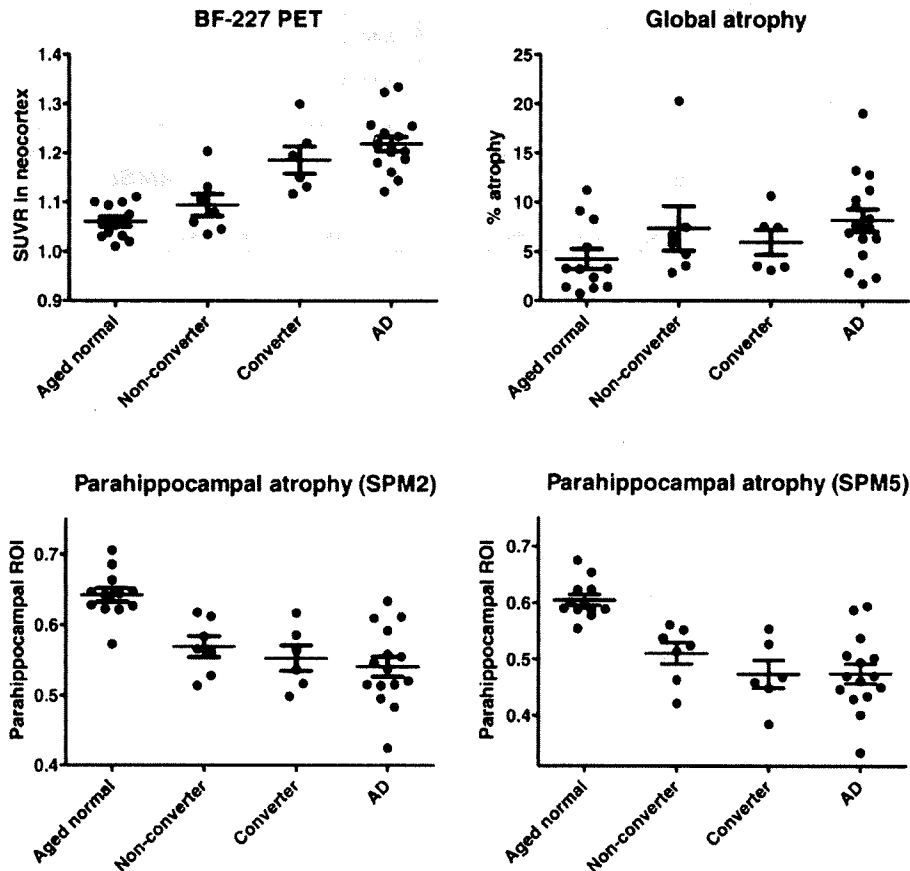 BF-227 PET
SUVR in neocortex
1.4
1.3
1.2
1.1
1.0
0.9
Aged normal
Non-converter
Converter
AD
Global atrophy
% atrophy
25
20
15
10
5
0
Aged normal
Non-converter
Converter
AD
Parahippocampal atrophy (SPM2)
Parahippocampal ROI
0.7
0.6
0.5
0.4
Aged normal
Non-converter
Converter
AD
Parahippocampal atrophy (SPM5)
Parahippocampal ROI
0.7
0.6
0.5
0.4
Aged normal
Non-converter
Converter
AD